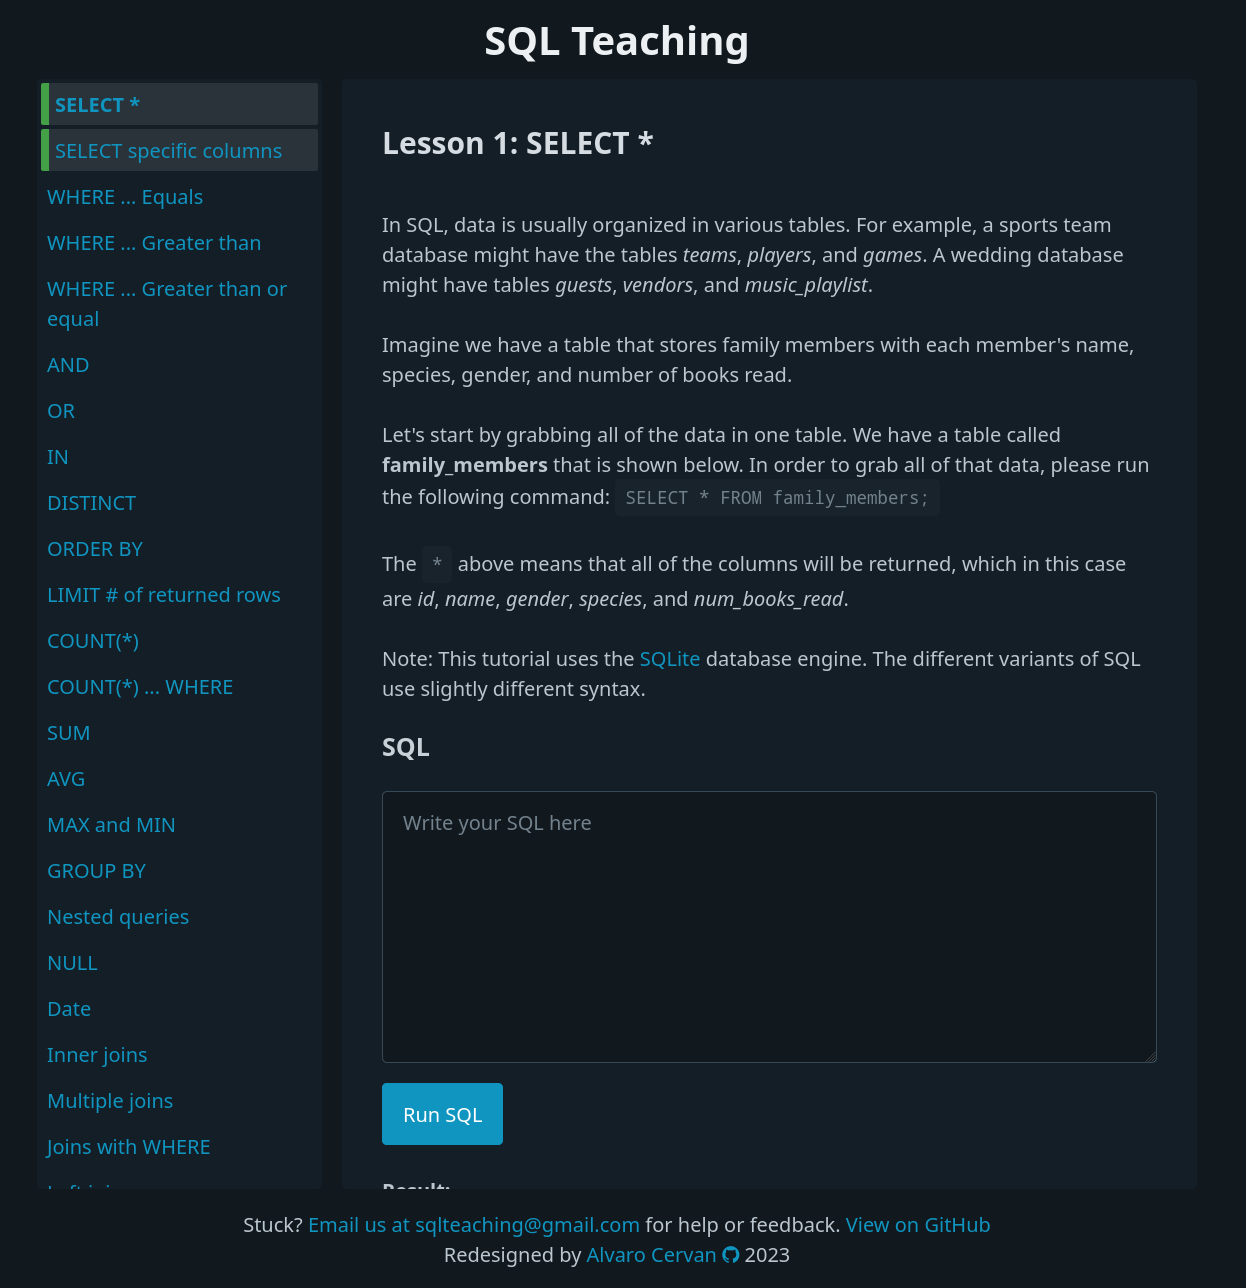 SQL Teaching
SELECT *
SELECT specific columns
WHERE ... Equals
WHERE ... Greater than
WHERE ... Greater than or
equal
AND
OR
IN
DISTINCT
ORDER BY
LIMIT # of returned rows
COUNT(*)
COUNT(*) ... WHERE
SUM
AVG
MAX and MIN
GROUP BY
Nested queries
NULL
Date
Inner joins
Multiple joins
Joins with WHERE
Lesson 1: SELECT *
In SQL, data is usually organized in various tables. For example, a sports team
database might have the tables teams, players, and games. A wedding database
might have tables guests, vendors, and music_playlist.
Imagine we have a table that stores family members with each member's name,
species, gender, and number of books read.
Let's start by grabbing all of the data in one table. We have a table called
family_members that is shown below. In order to grab all of that data, please run
the following command: SELECT * FROM family_members;
The * above means that all of the columns will be returned, which in this case
are id, name, gender, species, and num_books_read.
Note: This tutorial uses the SQLite database engine. The different variants of SQL
use slightly different syntax.
SQL
Write your SQL here
Run SQL
Result:
Stuck? Email us at sqlteaching@gmail.com for help or feedback. View on GitHub
Redesigned by Alvaro Cervan 2023